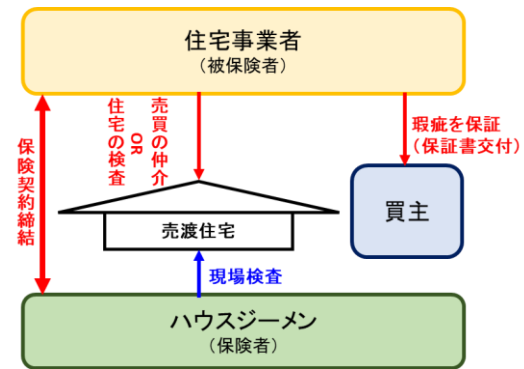 住宅事業者
（被保険者）
保険契約締結
売買の仲介
OR
住宅の検査
瑕疵を保証
（保証書交付）
買主
売渡住宅
現場検査
ハウスジーメン
（保険者）